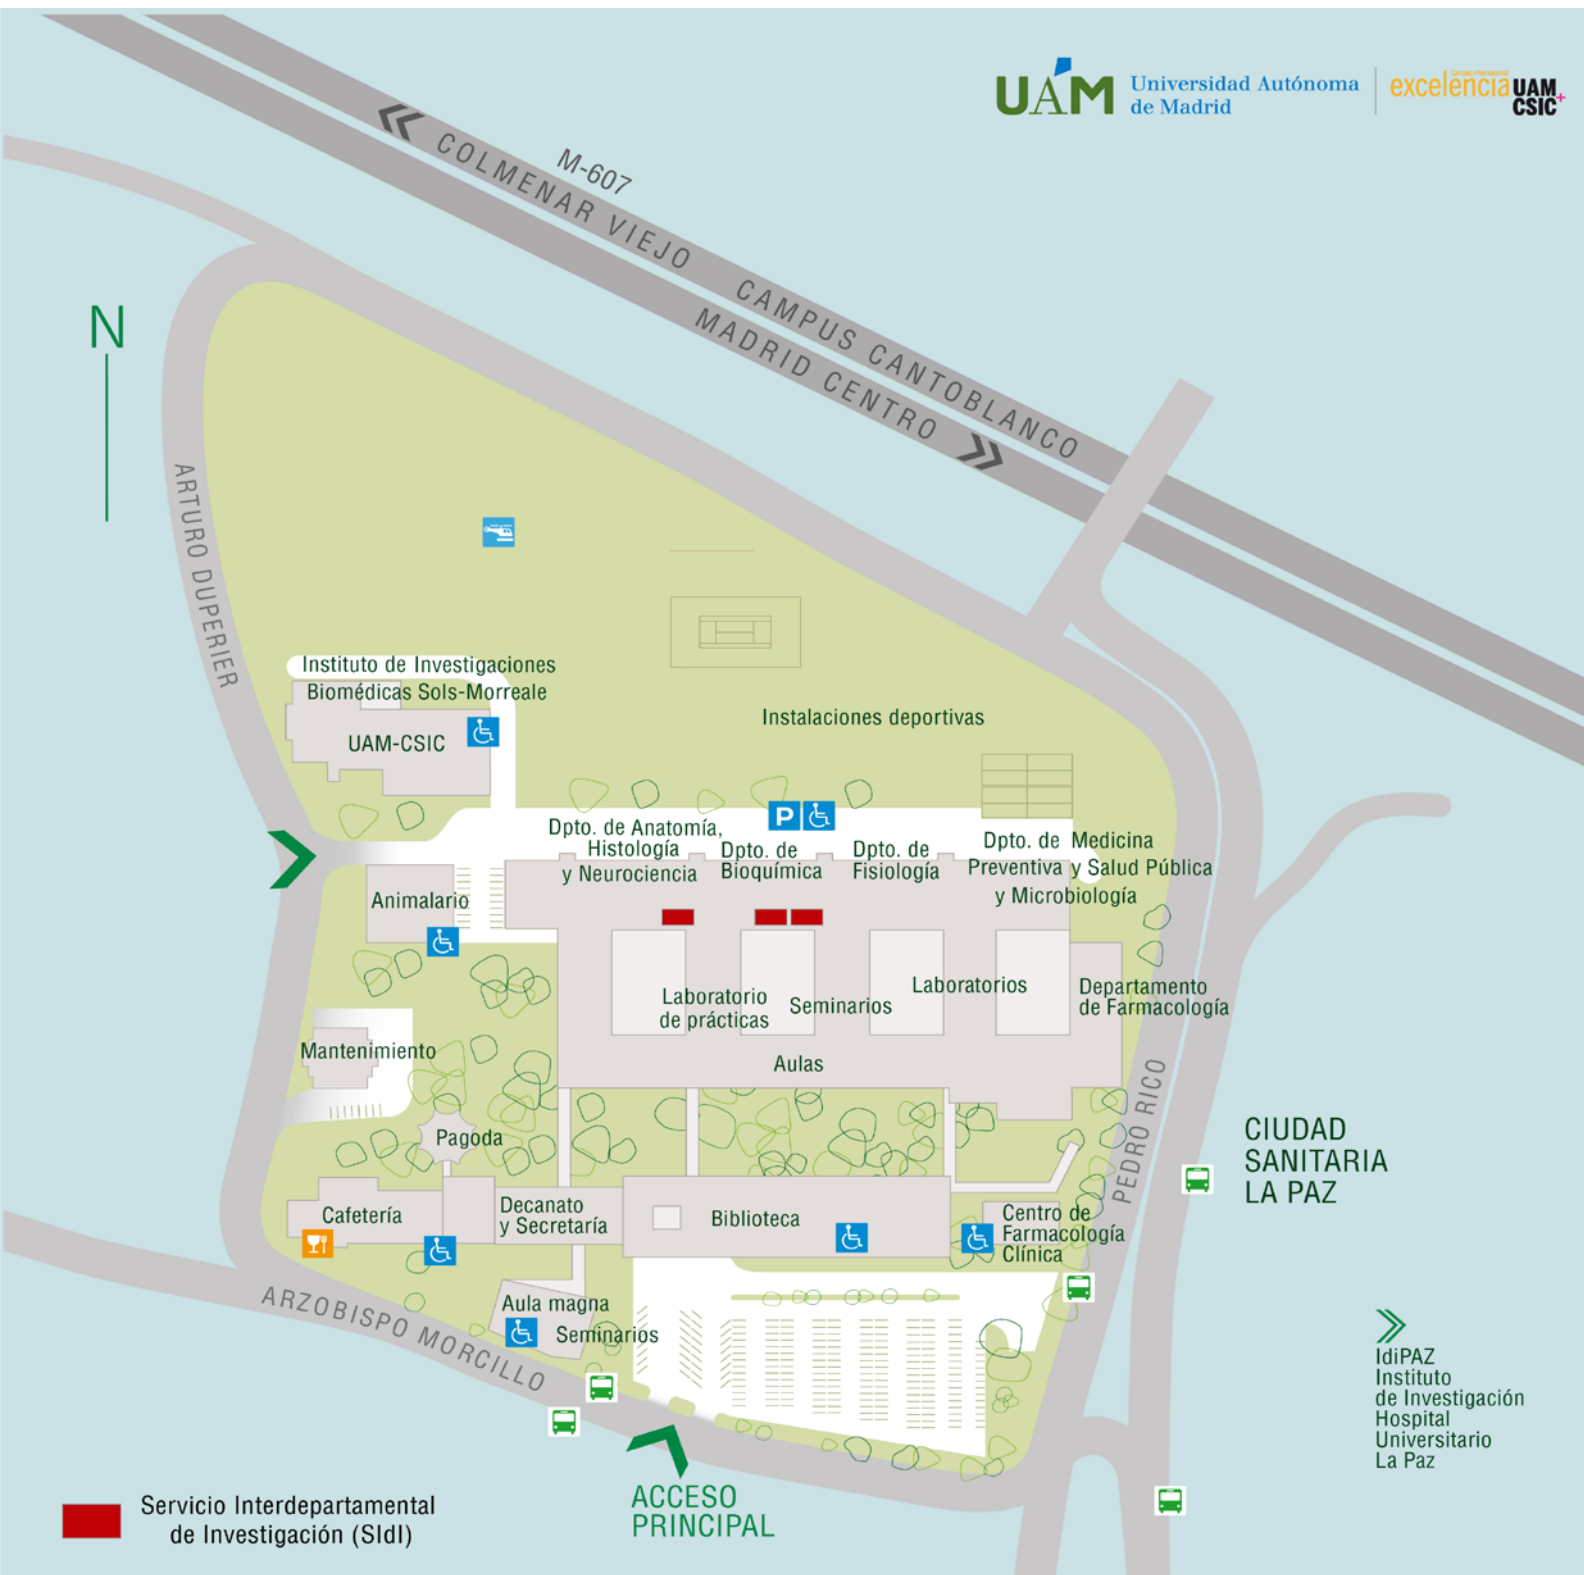 UAM
Universidad Autónoma
de Madrid
Campus Internacional
excelencia UAM
CSIC+
M-607
COLMENAR VIEJO CAMPUS CANTOBLANCO
MADRID CENTRO
N
ARTURO DUPERIER
Instituto de Investigaciones
Biomédicas Sols-Morreale
UAM-CSIC
Instalaciones deportivas
P
Dpto. de Anatomía,
Histología
y Neurociencia
Dpto. de
Bioquímica
Dpto. de
Fisiología
Dpto. de Medicina
Preventiva y Salud Pública
y Microbiología
Animalario
Laboratorio
de prácticas
Seminarios
Laboratorios
Departamento
de Farmacología
Mantenimiento
Aulas
PEDRO RICO
Pagoda
CIUDAD
SANITARIA
LA PAZ
Cafetería
Decanato
y Secretaría
Biblioteca
Centro de
Farmacología
Clínica
ARZOBISPO MORCILLO
Aula magna
Seminarios
IdiPAZ
Instituto
de Investigación
Hospital
Universitario
La Paz
ACCESO
PRINCIPAL
Servicio Interdepartamental
de Investigación (SIdI)